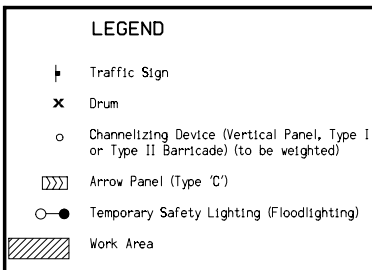 LEGEND
Traffic Sign
Drum
Channelizing Device (Vertical Panel, Type I
or Type II Barricade) (to be weighted)
Arrow Panel (Type 'C')
Temporary Safety Lighting (Floodlighting)
Work Area